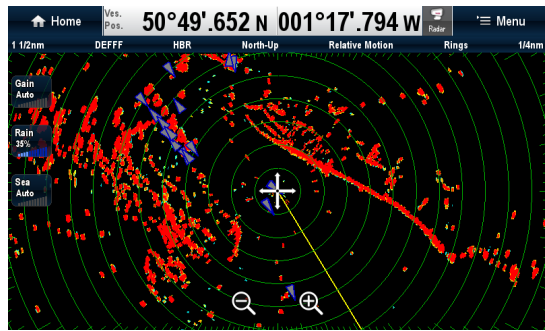 Home
Ves. Pos. 50°49'.652 N 001°17'.794 W
Radar
Menu
1 1/2nm DEFFF HBR North-Up Relative Motion Rings 1/4nm
Gain
Auto
Rain
35%
Sea
Auto